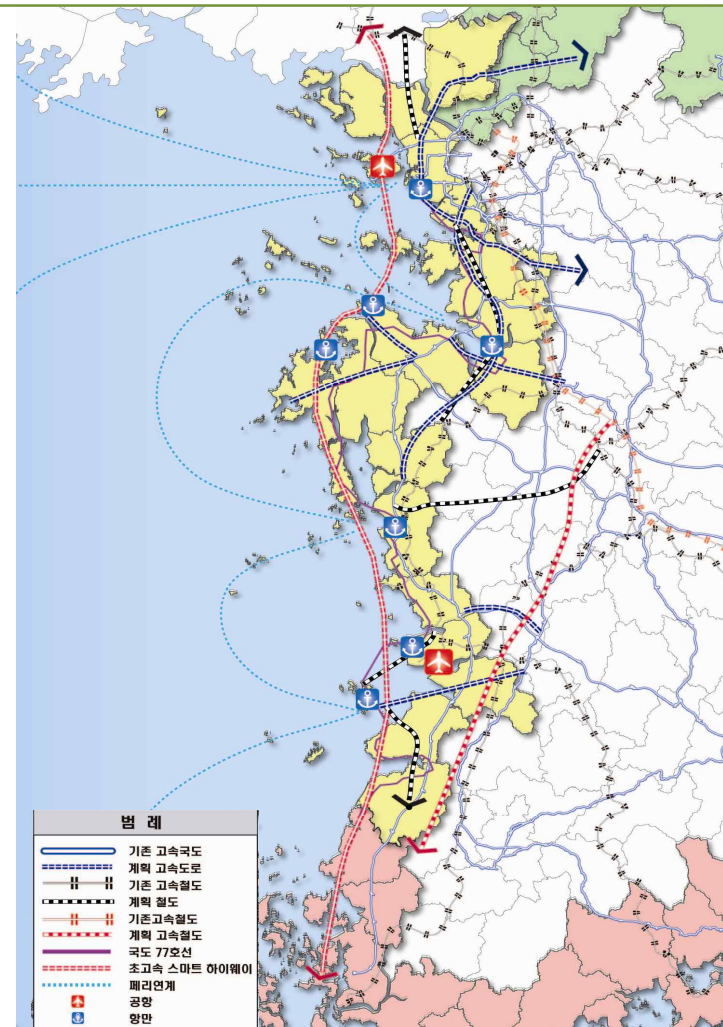 범 례
기존 고속국도
계획 고속도로
기존 고속철도
계획 철도
기존고속철도
계획 고속철도
국도 77호선
초고속 스마트 하이웨이
페리연계
공항
항만